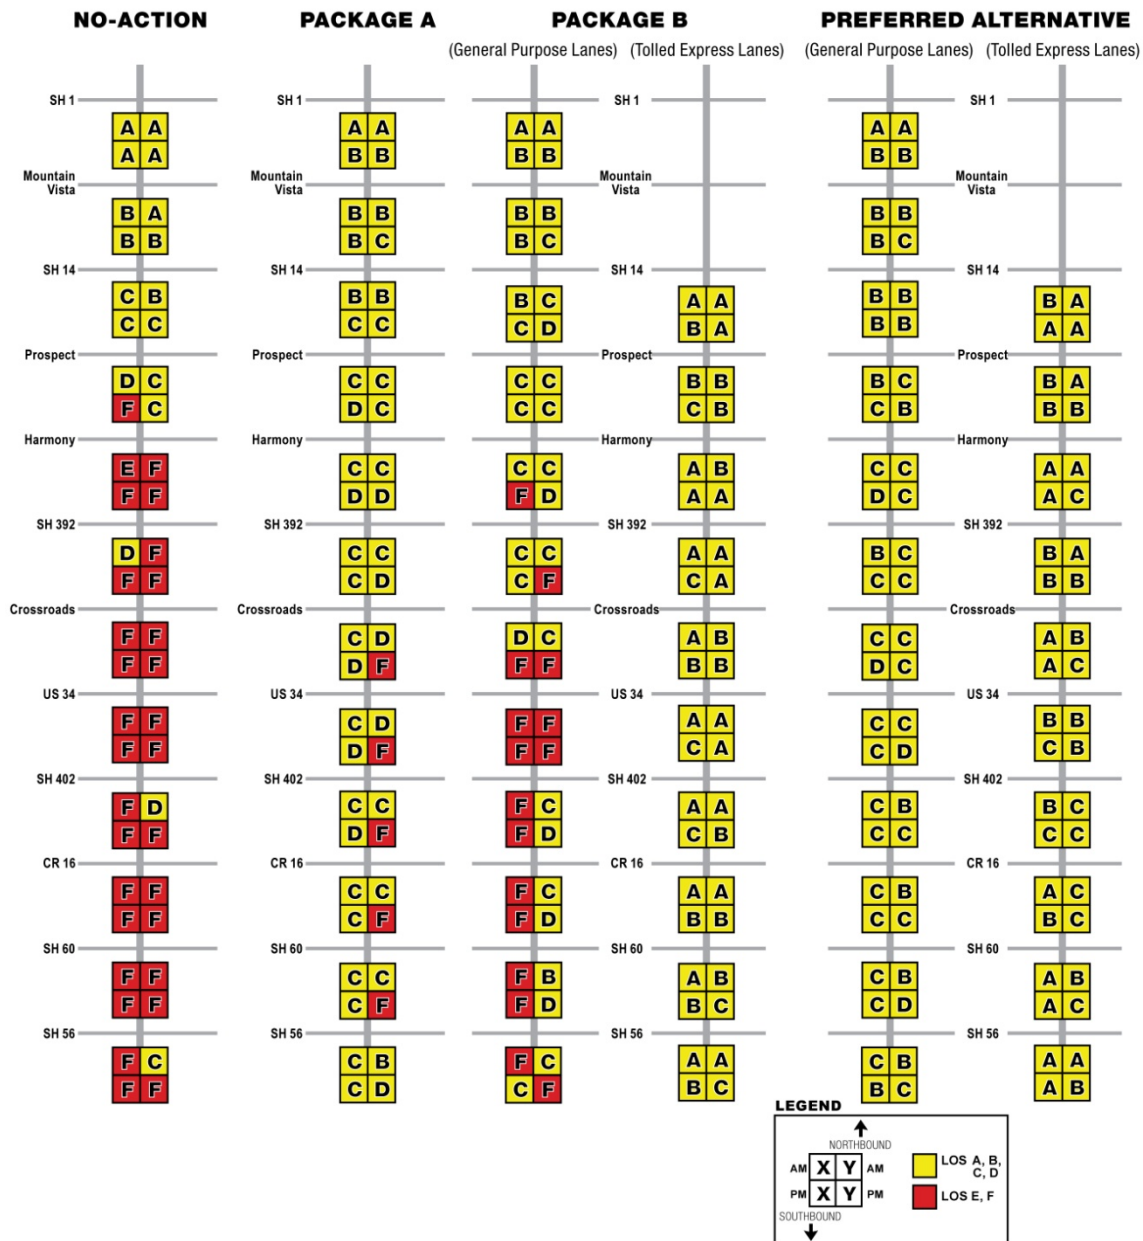 NO-ACTION PACKAGE A PACKAGE B PREFERRED ALTERNATIVE
(General Purpose Lanes) (Tolled Express Lanes) (General Purpose Lanes) (Tolled Express Lanes)
SH 1 SH 1 SH 1 SH 1
A A A A A A A A
A A B B B B B B
Mountain Vista Mountain Vista Mountain Vista Mountain Vista
B A B B B B B B
B B B C B C B C
SH 14 SH 14 SH 14 SH 14
C B B B B C A A B B B A
C C C C C D B A B B A A
Prospect Prospect Prospect Prospect
D C C C C C B B B C B A
F C D C C C C B C B B B
Harmony Harmony Harmony Harmony
E F C C C C A B C C A A
F F D D F D A A D C A C
SH 392 SH 392 SH 392 SH 392
D F C C C C A A B C B A
F F C D C F C A C C B B
Crossroads Crossroads Crossroads Crossroads
F F C D D C A B C C A B
F F D F F F B B D C A C
US 34 US 34 US 34 US 34
F F C D F F A A C C B B
F F D F F F C A C D C B
SH 402 SH 402 SH 402 SH 402
F D C C F C A A C B B C
F F D F F D C B C C C C
CR 16 CR 16 CR 16 CR 16
F F C C F C A A C B A C
F F C F F D B B C C B C
SH 60 SH 60 SH 60 SH 60
F F C C F B A B C B A B
F F C F F D B C C D A C
SH 56 SH 56 SH 56 SH 56
F C C B F C A A C B A A
F F C D C F B C B C A B
LEGEND
NORTHBOUND
AM X Y AM
PM X Y PM
SOUTHBOUND
LOS A, B,
C, D
LOS E, F